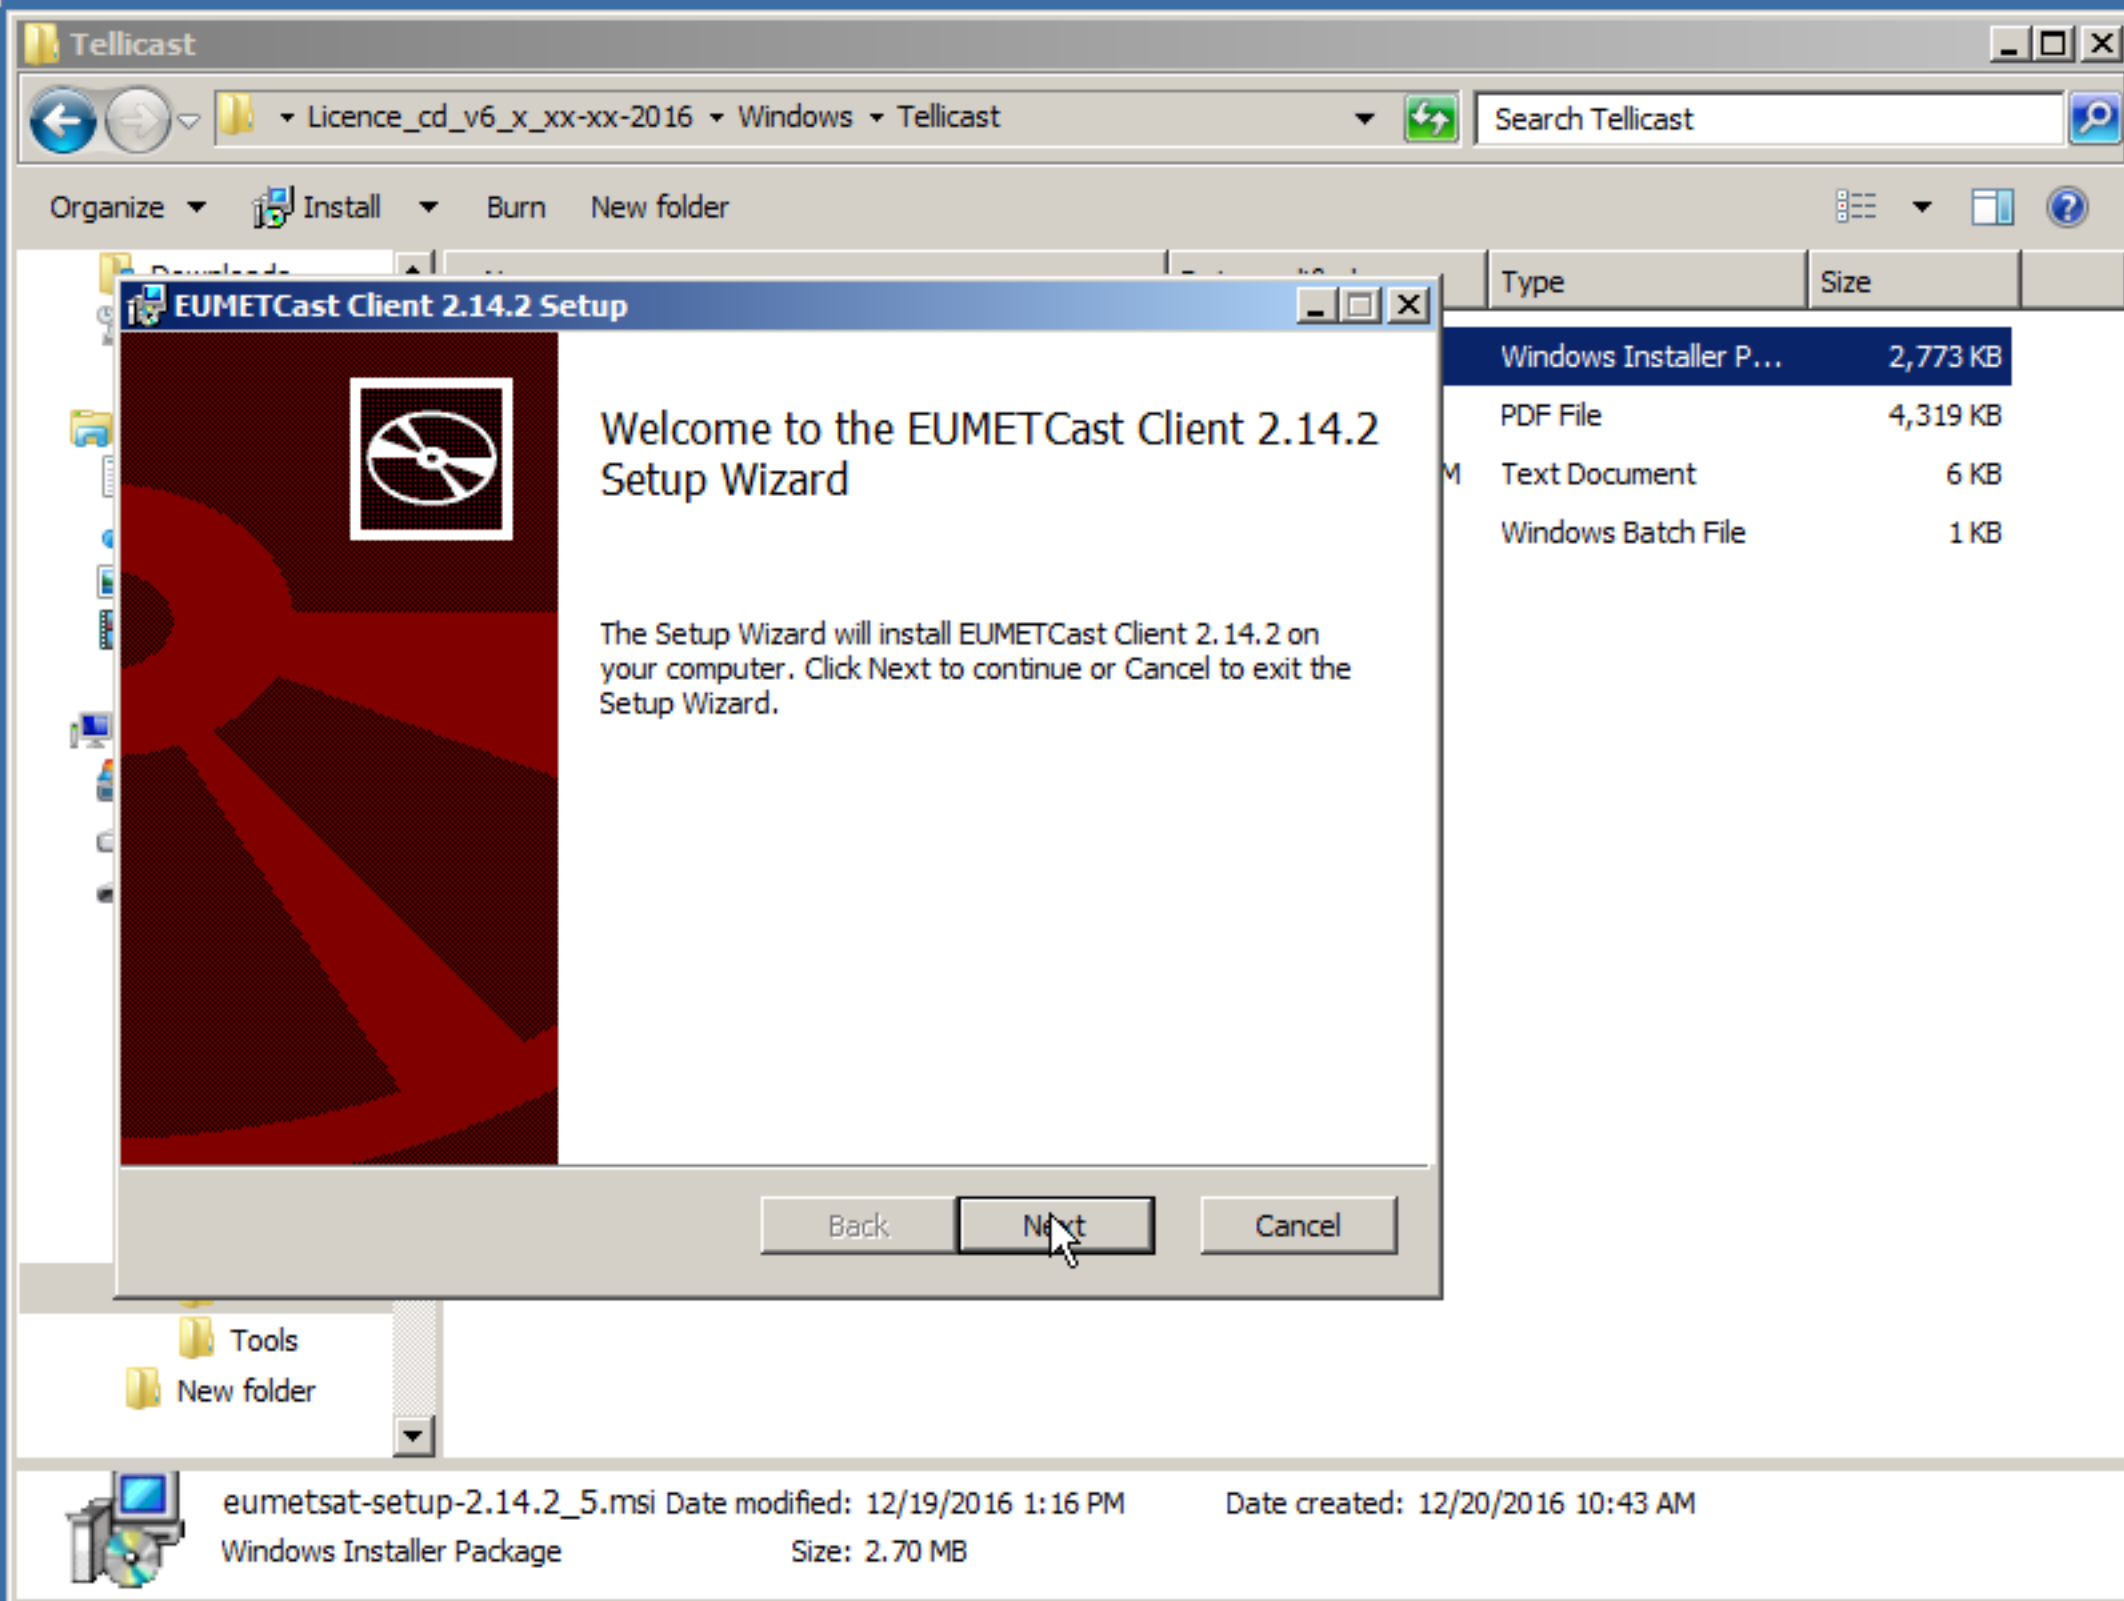 Tellicast
Licence_cd_v6_x_xx-xx-2016 Windows Tellicast
Search Tellicast
Organize Install Burn New folder
Type Size
EUMETCast Client 2.14.2 Setup
Windows Installer P... 2,773 KB
PDF File 4,319 KB
M Text Document 6 KB
Windows Batch File 1 KB
Welcome to the EUMETCast Client 2.14.2
Setup Wizard
The Setup Wizard will install EUMETCast Client 2.14.2 on
your computer. Click Next to continue or Cancel to exit the
Setup Wizard.
Back Next Cancel
Tools
New folder
eumetsat-setup-2.14.2_5.msi Date modified: 12/19/2016 1:16 PM Date created: 12/20/2016 10:43 AM
Windows Installer Package Size: 2.70 MB